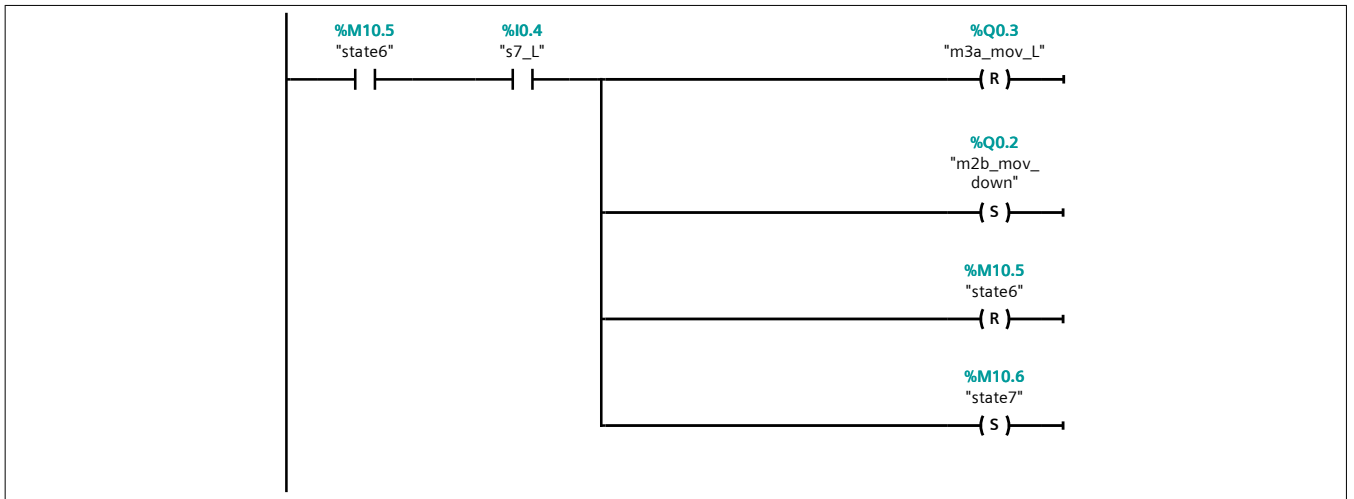 %M10.5
"state6"
%I0.4
"s7_L"
%Q0.3
"m3a_mov_L"
R
%Q0.2
"m2b_mov_
down"
S
%M10.5
"state6"
R
%M10.6
"state7"
S